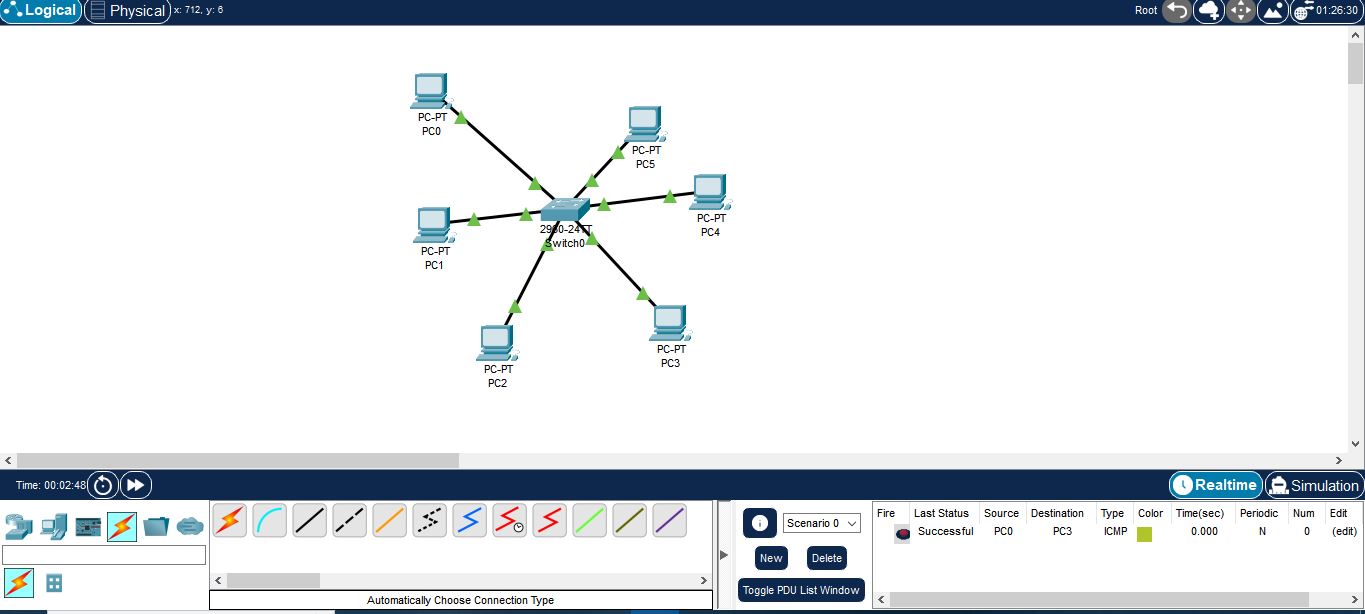 Logical Physical x: 712, y: 6 Root 01:26:30
PC-PT
PC0
PC-PT
PC5
PC-PT
PC4
2960-24TT
Switch0
PC-PT
PC1
PC-PT
PC3
PC-PT
PC2
Time: 00:02:48 Realtime Simulation
Scenario 0
New Delete
Toggle PDU List Window
Fire Last Status Source Destination Type Color Time(sec) Periodic Num Edit
Successful PC0 PC3 ICMP 0.000 N 0 (edit)
Automatically Choose Connection Type